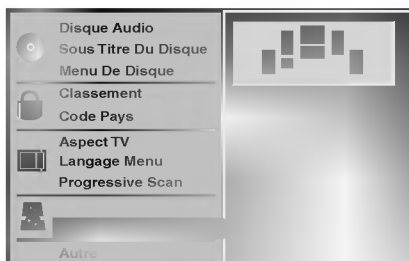 Disque Audio
Sous Titre Du Disque
Menu De Disque
Classement
Code Pays
Aspect TV
Langage Menu
Progressive Scan
Autre